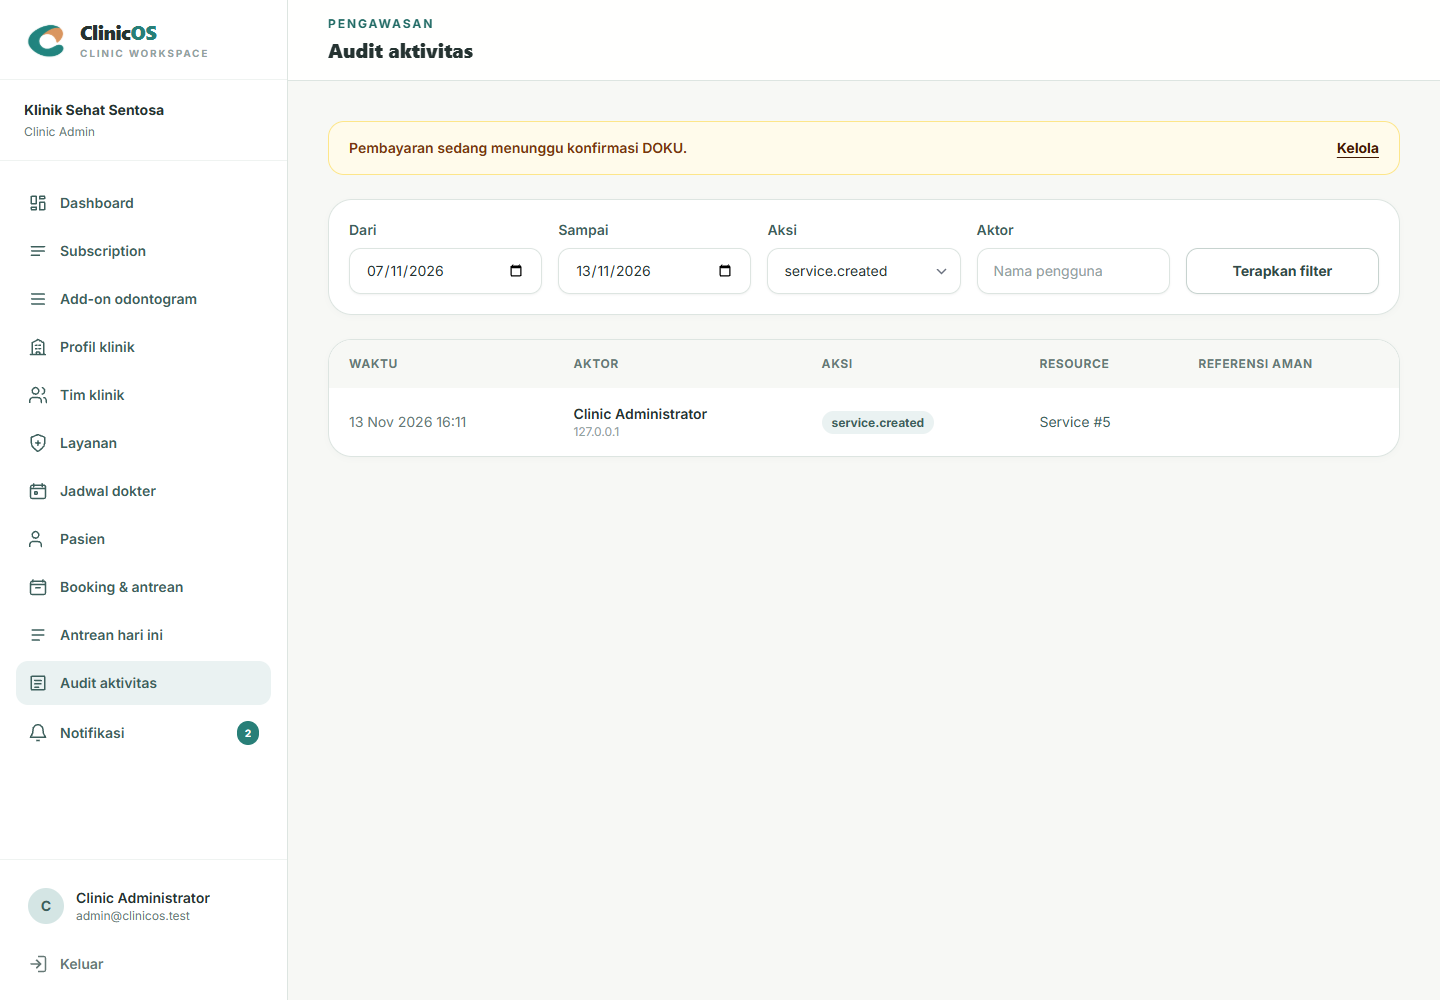 ClinicOS
CLINIC WORKSPACE
Klinik Sehat Sentosa
Clinic Admin
Dashboard
Subscription
Add-on odontogram
Profil klinik
Tim klinik
Layanan
Jadwal dokter
Pasien
Booking & antrean
Antrean hari ini
Audit aktivitas
Notifikasi 2
C
Clinic Administrator
admin@clinicos.test
Keluar
PENGAWASAN
Audit aktivitas
Pembayaran sedang menunggu konfirmasi DOKU. Kelola
Dari Sampai Aksi Aktor
07/11/2026 13/11/2026 service.created Nama pengguna Terapkan filter
WAKTU AKTOR AKSI RESOURCE REFERENSI AMAN
13 Nov 2026 16:11 Clinic Administrator service.created Service #5
127.0.0.1